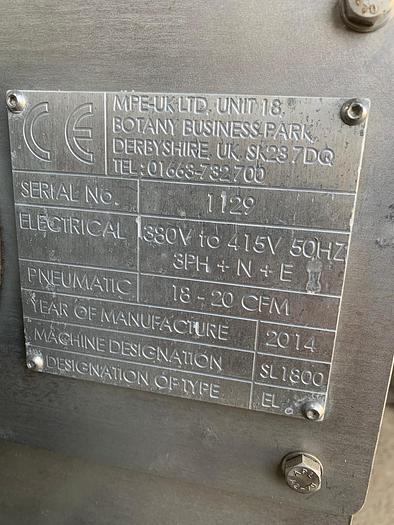 CE
MPE-UK LTD, UNIT 18,
BOTANY BUSINESS PARK,
DERBYSHIRE, UK, SK23 7DQ
TEL: 01663-732700
SERIAL No. 1129
ELECTRICAL 380V to 415V 50HZ
3PH + N + E
PNEUMATIC 18 - 20 CFM
YEAR OF MANUFACTURE 2014
MACHINE DESIGNATION SL1800
DESIGNATION OF TYPE EL